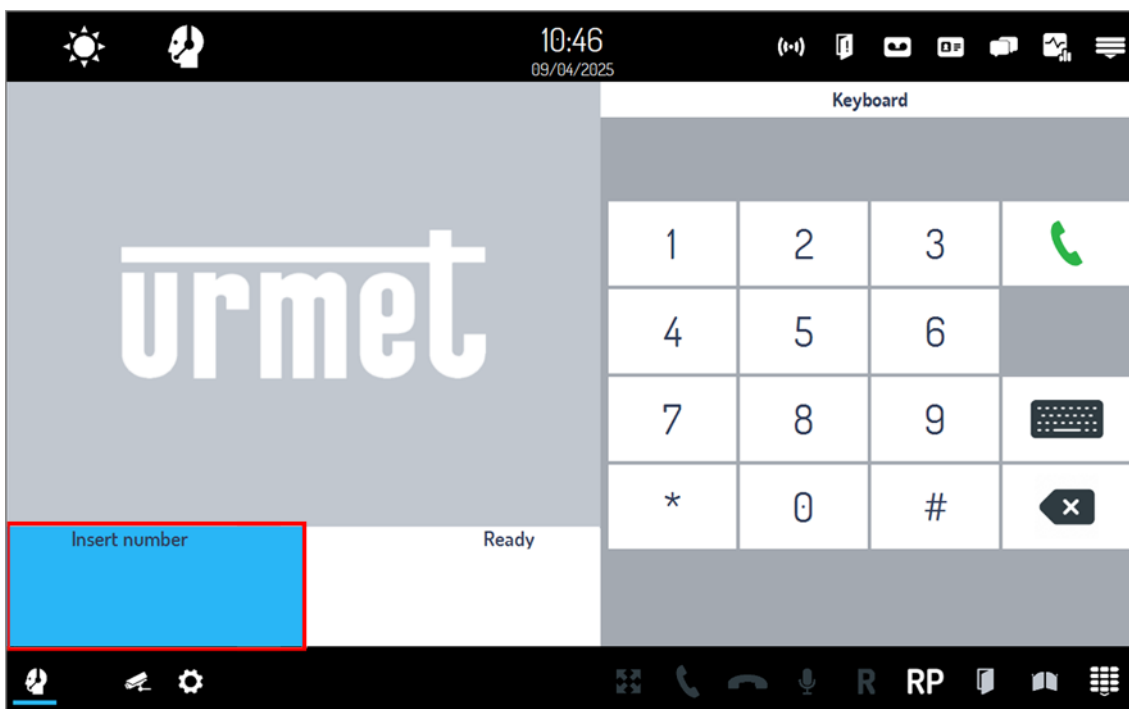 10:46
09/04/2025
Keyboard
urmet
1 2 3
4 5 6
7 8 9
* 0 #
Insert number
Ready
R RP